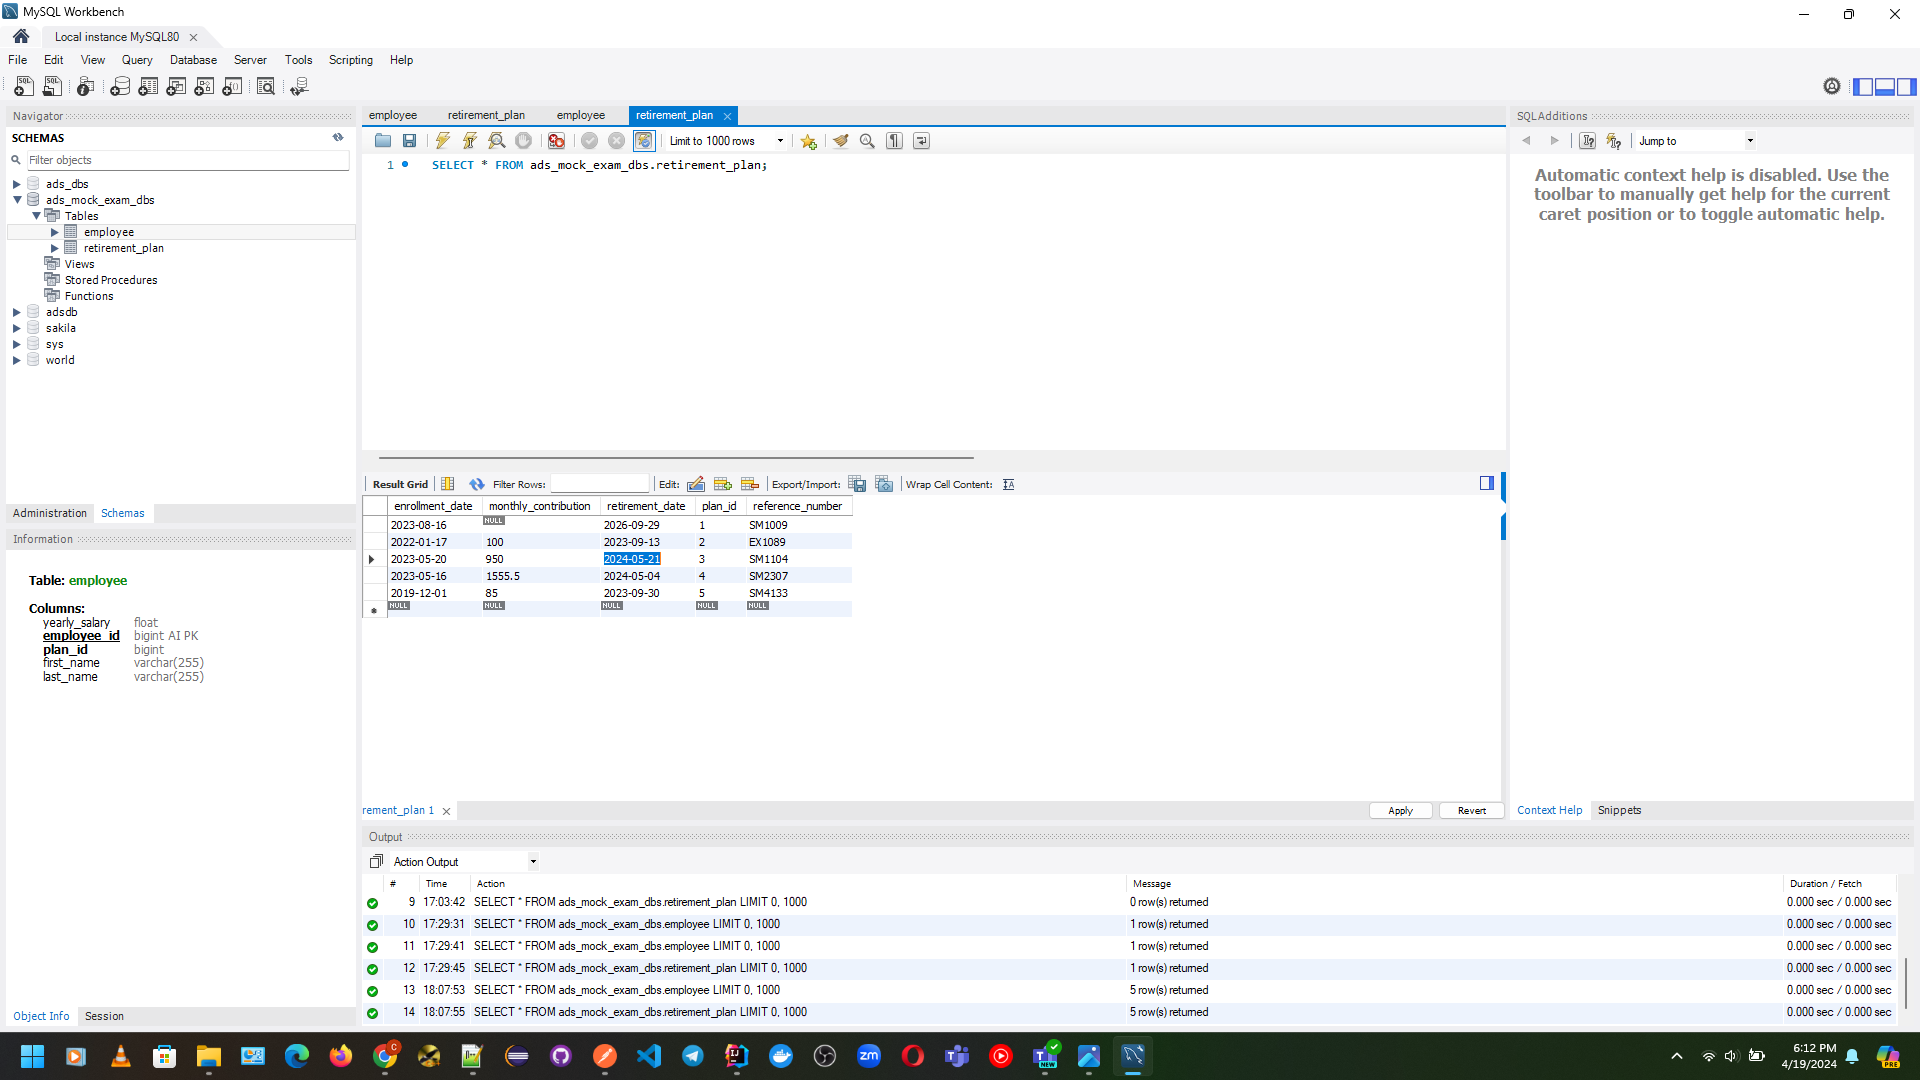 MySQL Workbench
Local instance MySQL80
File Edit View Query Database Server Tools Scripting Help
Navigator
SCHEMAS
Filter objects
ads_dbs
ads_mock_exam_dbs
Tables
employee
retirement_plan
Views
Stored Procedures
Functions
adsdb
sakila
sys
world
Administration Schemas
Information
Table: employee
Columns:
yearly_salary float
employee_id bigint AI PK
plan_id bigint
first_name varchar(255)
last_name varchar(255)
Object Info Session
employee retirement_plan employee retirement_plan
Limit to 1000 rows
1 SELECT * FROM ads_mock_exam_dbs.retirement_plan;
Result Grid Filter Rows: Edit: Export/Import: Wrap Cell Content:
enrollment_date monthly_contribution retirement_date plan_id reference_number
2023-08-16 NULL 2026-09-29 1 SM1009
2022-01-17 100 2023-09-13 2 EX1089
2023-05-20 950 2024-05-21 3 SM1104
2023-05-16 1555.5 2024-05-04 4 SM2307
2019-12-01 85 2023-09-30 5 SM4133
NULL NULL NULL NULL NULL
rement_plan 1
Apply Revert
SQLAdditions
Jump to
Automatic context help is disabled. Use the
toolbar to manually get help for the current
caret position or to toggle automatic help.
Context Help Snippets
Output
Action Output
# Time Action Message Duration / Fetch
9 17:03:42 SELECT * FROM ads_mock_exam_dbs.retirement_plan LIMIT 0, 1000 0 row(s) returned 0.000 sec / 0.000 sec
10 17:29:31 SELECT * FROM ads_mock_exam_dbs.employee LIMIT 0, 1000 1 row(s) returned 0.000 sec / 0.000 sec
11 17:29:41 SELECT * FROM ads_mock_exam_dbs.employee LIMIT 0, 1000 1 row(s) returned 0.000 sec / 0.000 sec
12 17:29:45 SELECT * FROM ads_mock_exam_dbs.retirement_plan LIMIT 0, 1000 1 row(s) returned 0.000 sec / 0.000 sec
13 18:07:53 SELECT * FROM ads_mock_exam_dbs.employee LIMIT 0, 1000 5 row(s) returned 0.000 sec / 0.000 sec
14 18:07:55 SELECT * FROM ads_mock_exam_dbs.retirement_plan LIMIT 0, 1000 5 row(s) returned 0.000 sec / 0.000 sec
zm
NEW
6:12 PM
4/19/2024
PRE